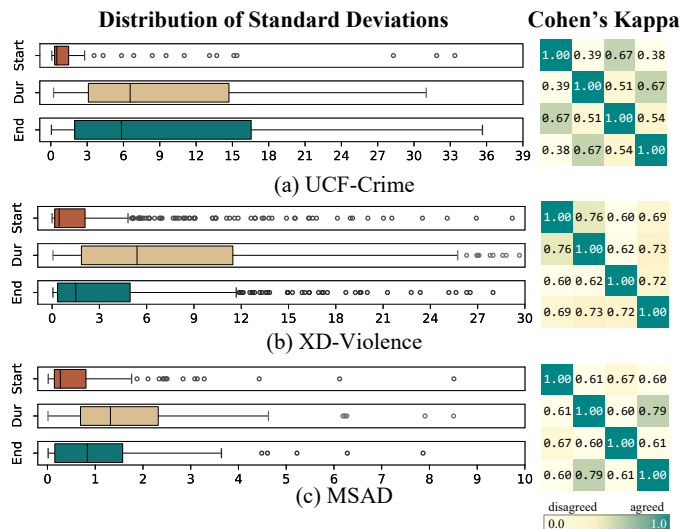 Distribution of Standard Deviations
Cohen's Kappa
Start
Dur
End
3 6 9 12 15 18 21 24 27 30 33 36 39
1.00 0.39 0.67 0.38
0.39 1.00 0.51 0.67
0.67 0.51 1.00 0.54
0.38 0.67 0.54 1.00
(a) UCF-Crime
Start
Dur
End
0 3 6 9 12 15 18 21 24 27 30
1.00 0.76 0.60 0.69
0.76 1.00 0.62 0.73
0.60 0.62 1.00 0.72
0.69 0.73 0.72 1.00
(b) XD-Violence
Start
Dur
End
0 1 2 3 4 5 6 7 8 9 10
1.00 0.61 0.67 0.60
0.61 1.00 0.60 0.79
0.67 0.60 1.00 0.61
0.60 0.79 0.61 1.00
(c) MSAD
disagreed agreed
0.0 1.0